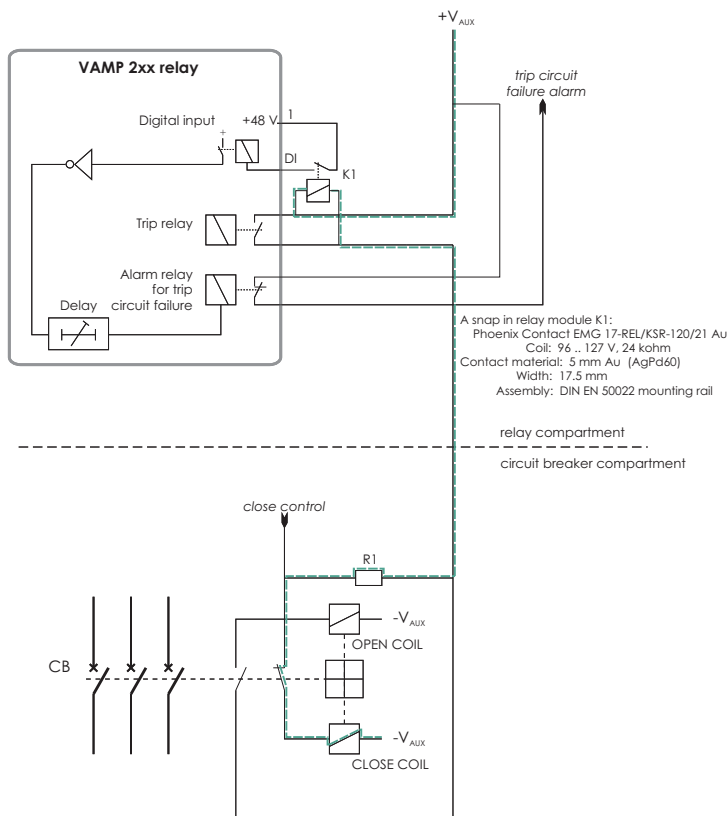 +VAUX
VAMP 2xx relay
trip circuit
failure alarm
Digital input
+
+48 V
1
DI
K1
Trip relay
Alarm relay
for trip
circuit failure
Delay
A snap in relay module K1:
Phoenix Contact EMG 17-REL/KSR-120/21 Au
Coil: 96 .. 127 V, 24 kohm
Contact material: 5 mm Au (AgPd60)
Width: 17.5 mm
Assembly: DIN EN 50022 mounting rail
relay compartment
circuit breaker compartment
close control
R1
-VAUX
OPEN COIL
CB
-VAUX
CLOSE COIL